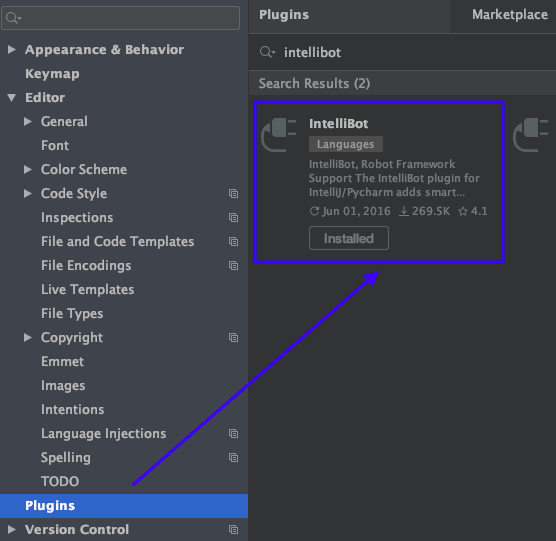 Appearance & Behavior
Keymap
Editor
General
Font
Color Scheme
Code Style
Inspections
File and Code Templates
File Encodings
Live Templates
File Types
Copyright
Emmet
Images
Intentions
Language Injections
Spelling
TODO
Plugins
Version Control
Plugins
Marketplace
intellibot
Search Results (2)
IntelliBot
Languages
IntelliBot, Robot Framework
Support The IntelliBot plugin for
IntelliJ/Pycharm adds smart...
Jun 01, 2016 269.5K 4.1
Installed